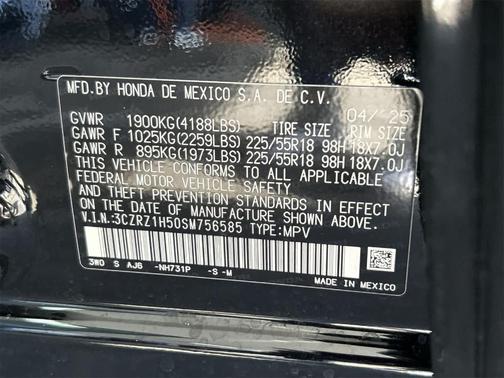 MFD.BY HONDA DE MEXICO S.A. DE C.V. 04/'25
GVWR 1900KG(4188LBS) TIRE SIZE RIM SIZE
GAWR F 1025KG(2259LBS) 225/55R18 98H 18X7.0J
GAWR R 895KG(1973LBS) 225/55R18 98H 18X7.0J
THIS VEHICLE CONFORMS TO ALL APPLICABLE
FEDERAL MOTOR VEHICLE SAFETY
AND THEFT PREVENTION STANDARDS IN EFFECT
ON THE DATE OF MANUFACTURE SHOWN ABOVE.
V.I.N:3CZRZ1H50SM756585 TYPE:MPV
3W0 S AJ6 -NH731P -S -M
MADE IN MEXICO